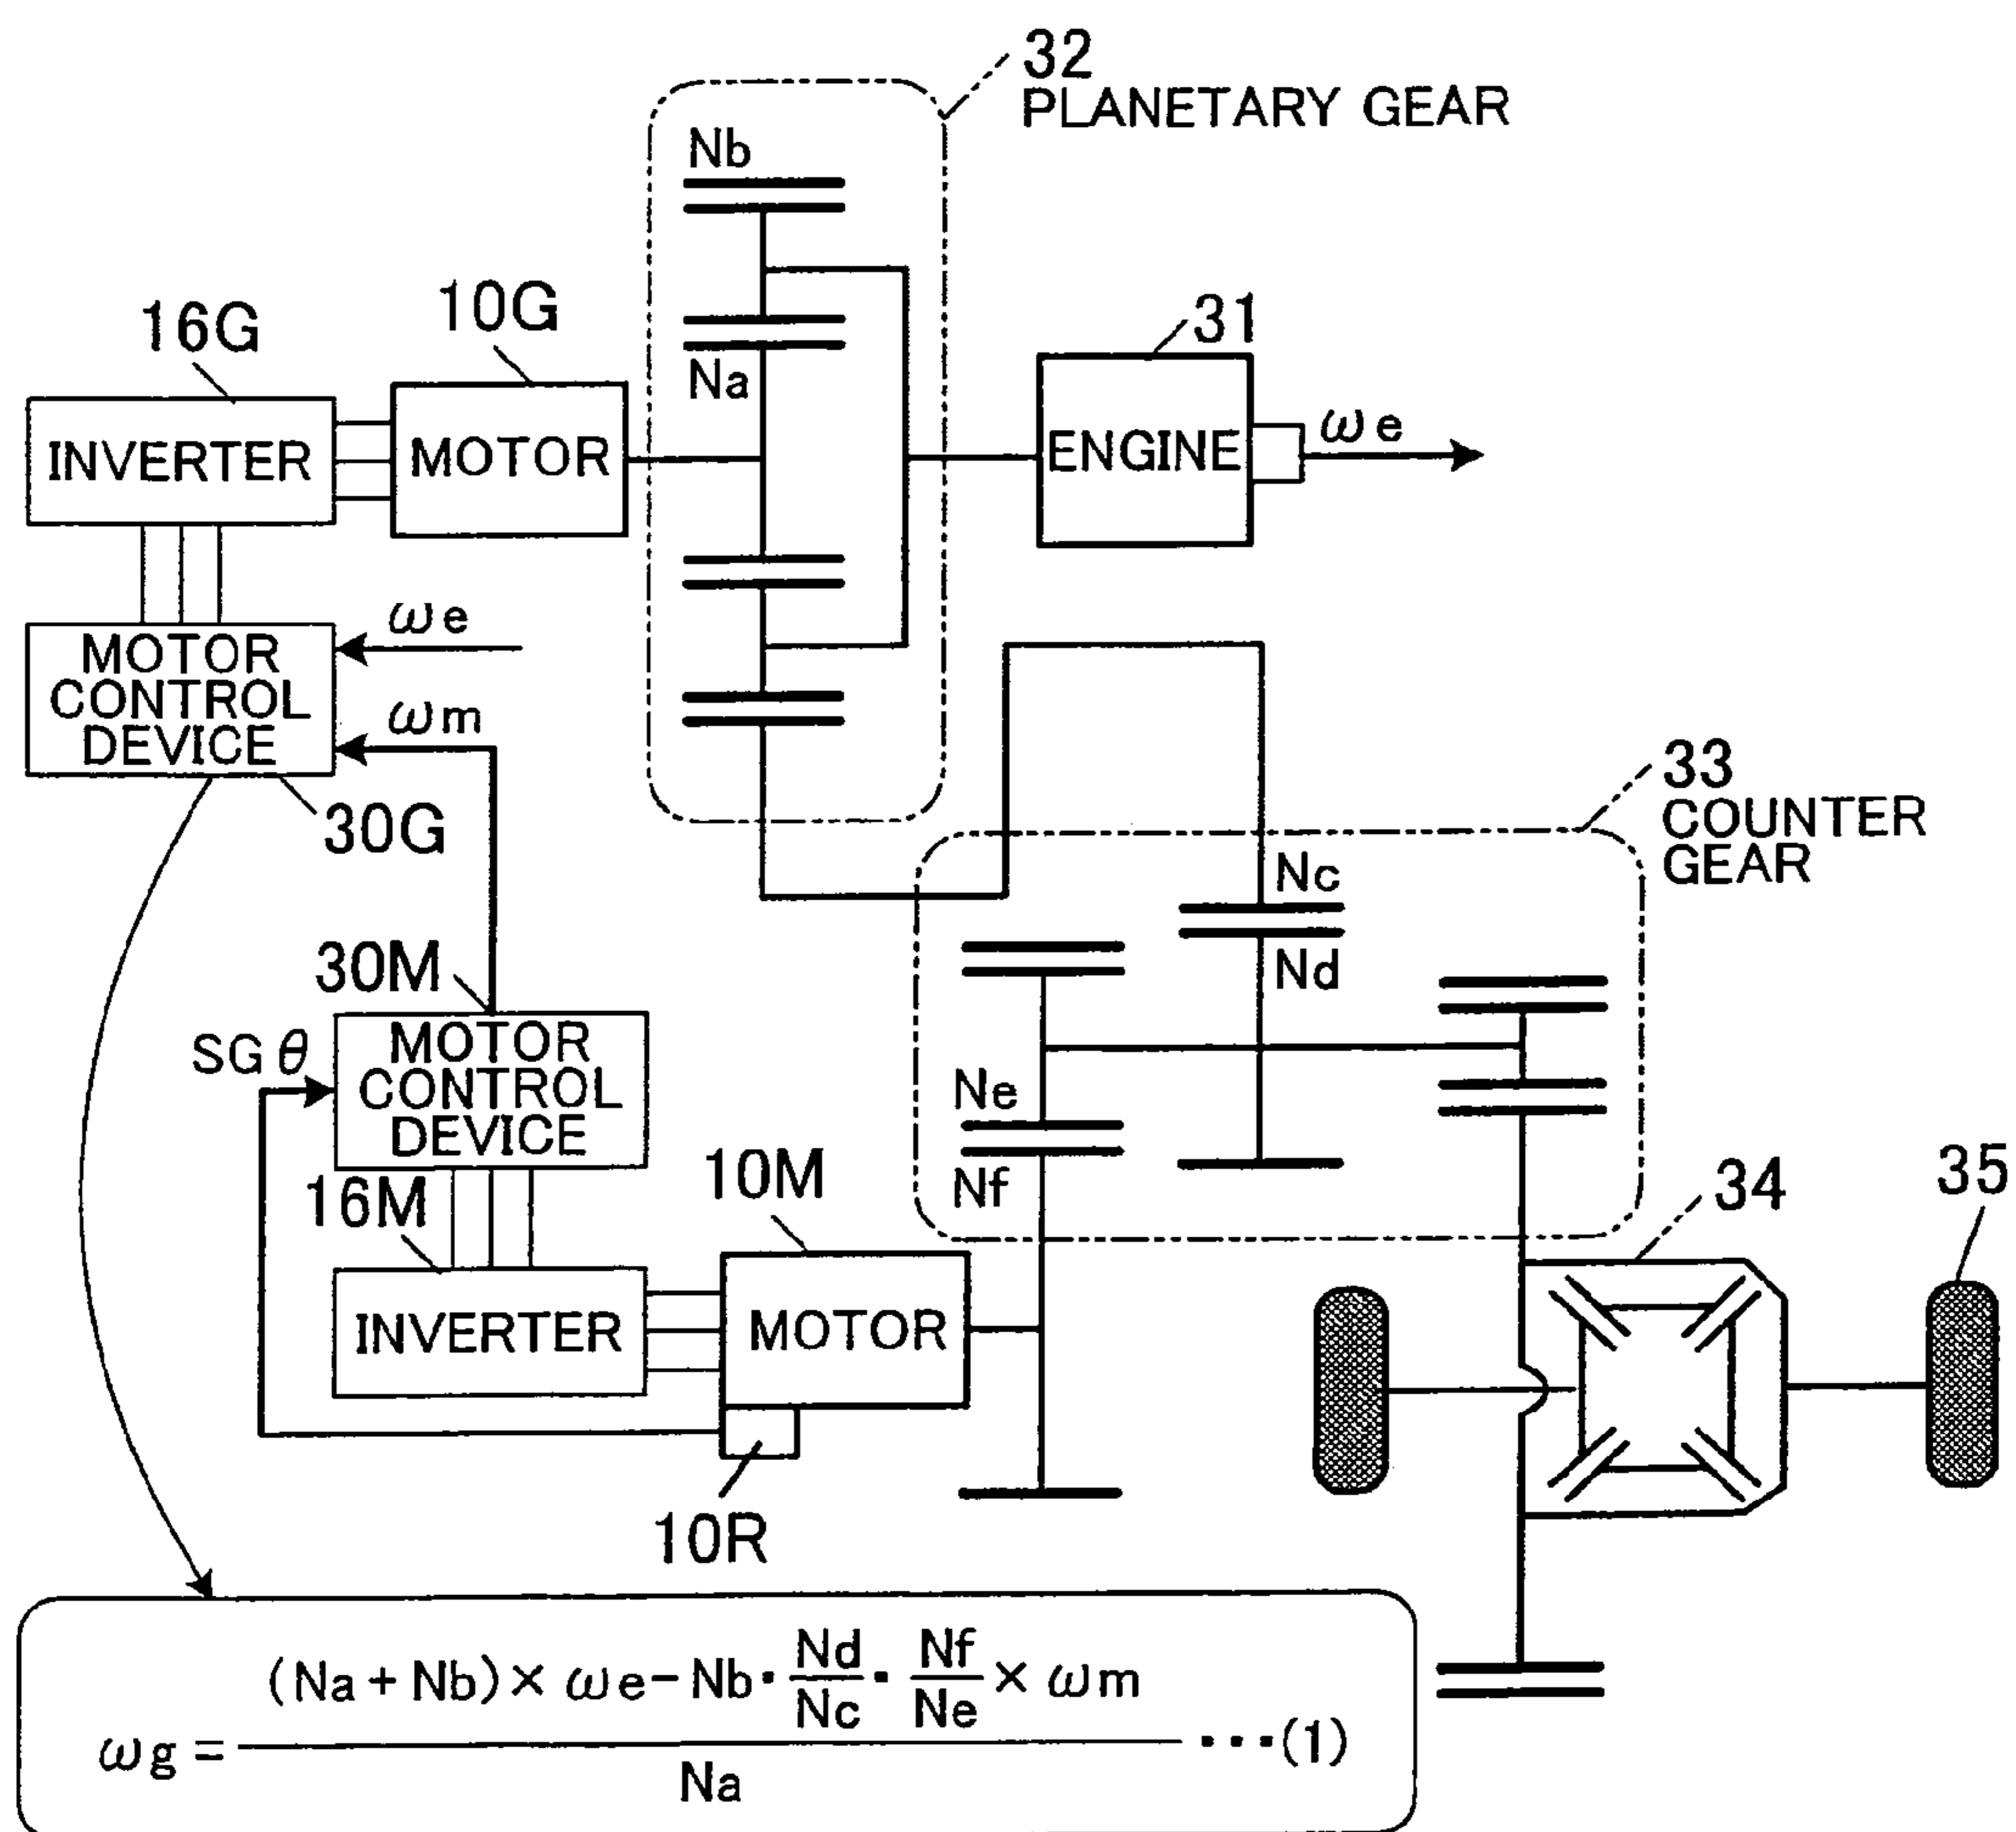 32
PLANETARY GEAR
Nb
16G
10G
31
Na
INVERTER
MOTOR
ENGINE
ωe
MOTOR
CONTROL
DEVICE
ωe
ωm
30G
33
COUNTER
GEAR
Nc
Nd
30M
SGθ
MOTOR
CONTROL
DEVICE
Ne
Nf
16M
10M
34
35
INVERTER
MOTOR
10R
ωg = ((Na + Nb) × ωe − Nb · Nd/Nc · Nf/Ne × ωm) / Na ···(1)